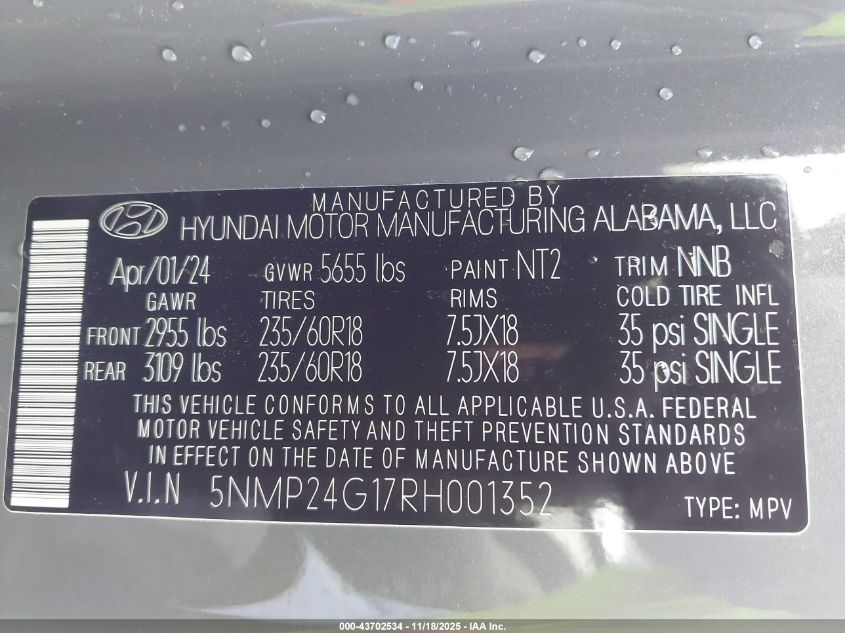 MANUFACTURED BY
HYUNDAI MOTOR MANUFACTURING ALABAMA, LLC
Apr/01/24 GVWR 5655 lbs PAINT NT2 TRIM NNB
GAWR TIRES RIMS COLD TIRE INFL
FRONT 2955 lbs 235/60R18 7.5JX18 35 psi SINGLE
REAR 3109 lbs 235/60R18 7.5JX18 35 psi SINGLE
THIS VEHICLE CONFORMS TO ALL APPLICABLE U.S.A. FEDERAL
MOTOR VEHICLE SAFETY AND THEFT PREVENTION STANDARDS
IN EFFECT ON THE DATE OF MANUFACTURE SHOWN ABOVE
V.I.N 5NMP24G17RH001352 TYPE: MPV
000-43702534 - 11/18/2025 - IAA Inc.